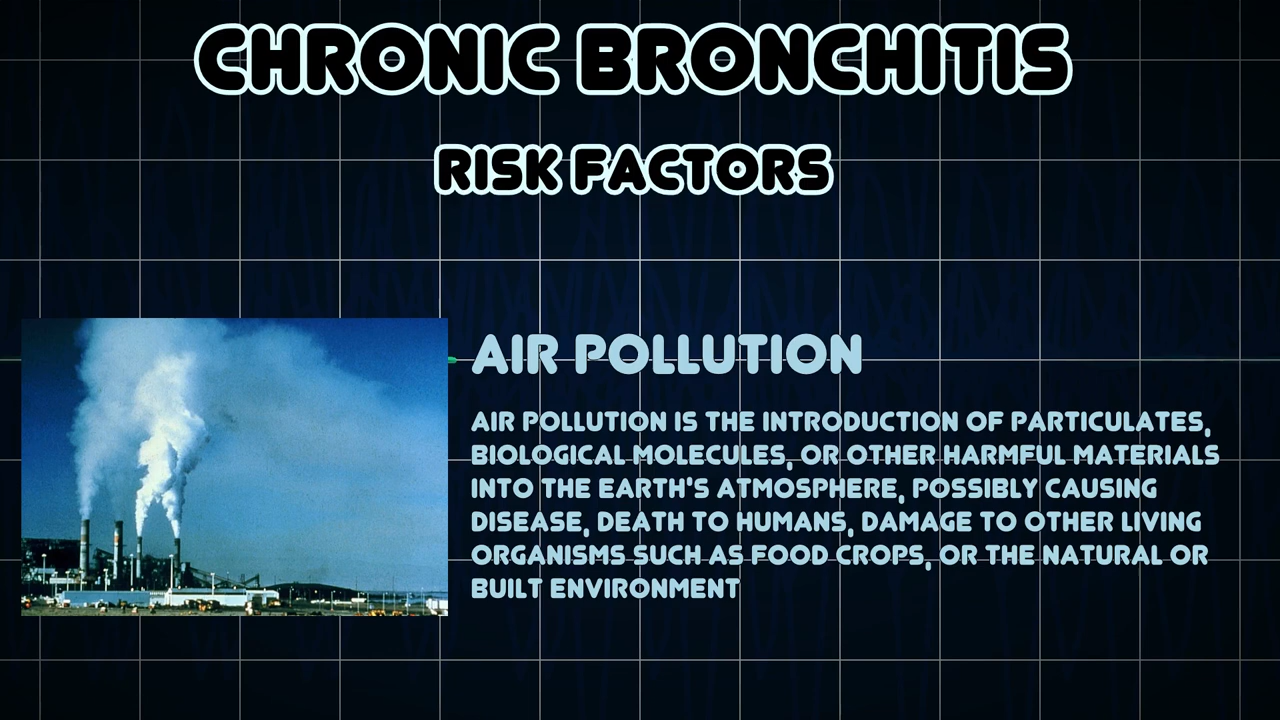 CHRONIC BRONCHITIS
RISK FACTORS
AIR POLLUTION
AIR POLLUTION IS THE INTRODUCTION OF PARTICULATES,
BIOLOGICAL MOLECULES, OR OTHER HARMFUL MATERIALS
INTO THE EARTH'S ATMOSPHERE, POSSIBLY CAUSING
DISEASE, DEATH TO HUMANS, DAMAGE TO OTHER LIVING
ORGANISMS SUCH AS FOOD CROPS, OR THE NATURAL OR
BUILT ENVIRONMENT